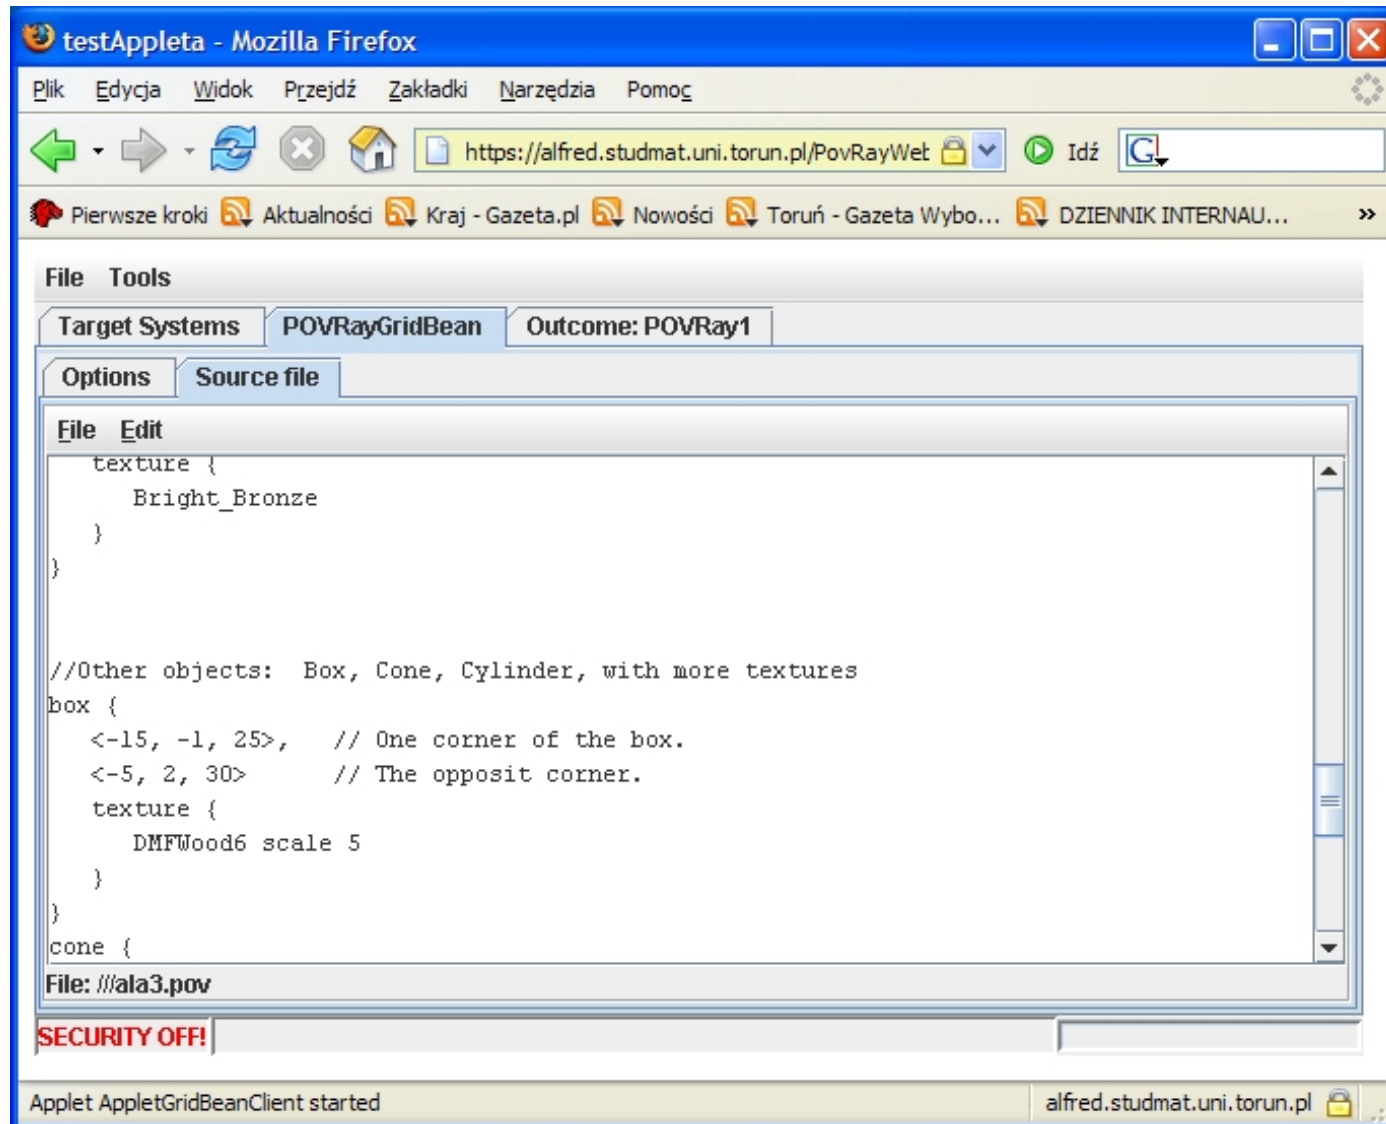 testAppleta - Mozilla Firefox
Plik Edycja Widok Przejdź Zakładki Narzędzia Pomoc
https://alfred.studmat.uni.torun.pl/PovRayWeb Idź G
Pierwsze kroki Aktualności Kraj - Gazeta.pl Nowości Toruń - Gazeta Wybo... DZIENNIK INTERNAU... »
File Tools
Target Systems POVRayGridBean Outcome: POVRay1
Options Source file
File Edit
texture {
Bright_Bronze
}
}
//Other objects:  Box, Cone, Cylinder, with more textures
box {
<-15, -1, 25>,   // One corner of the box.
<-5, 2, 30>      // The opposit corner.
texture {
DMFWood6 scale 5
}
}
cone {
File: ///ala3.pov
SECURITY OFF!
Applet AppletGridBeanClient started alfred.studmat.uni.torun.pl